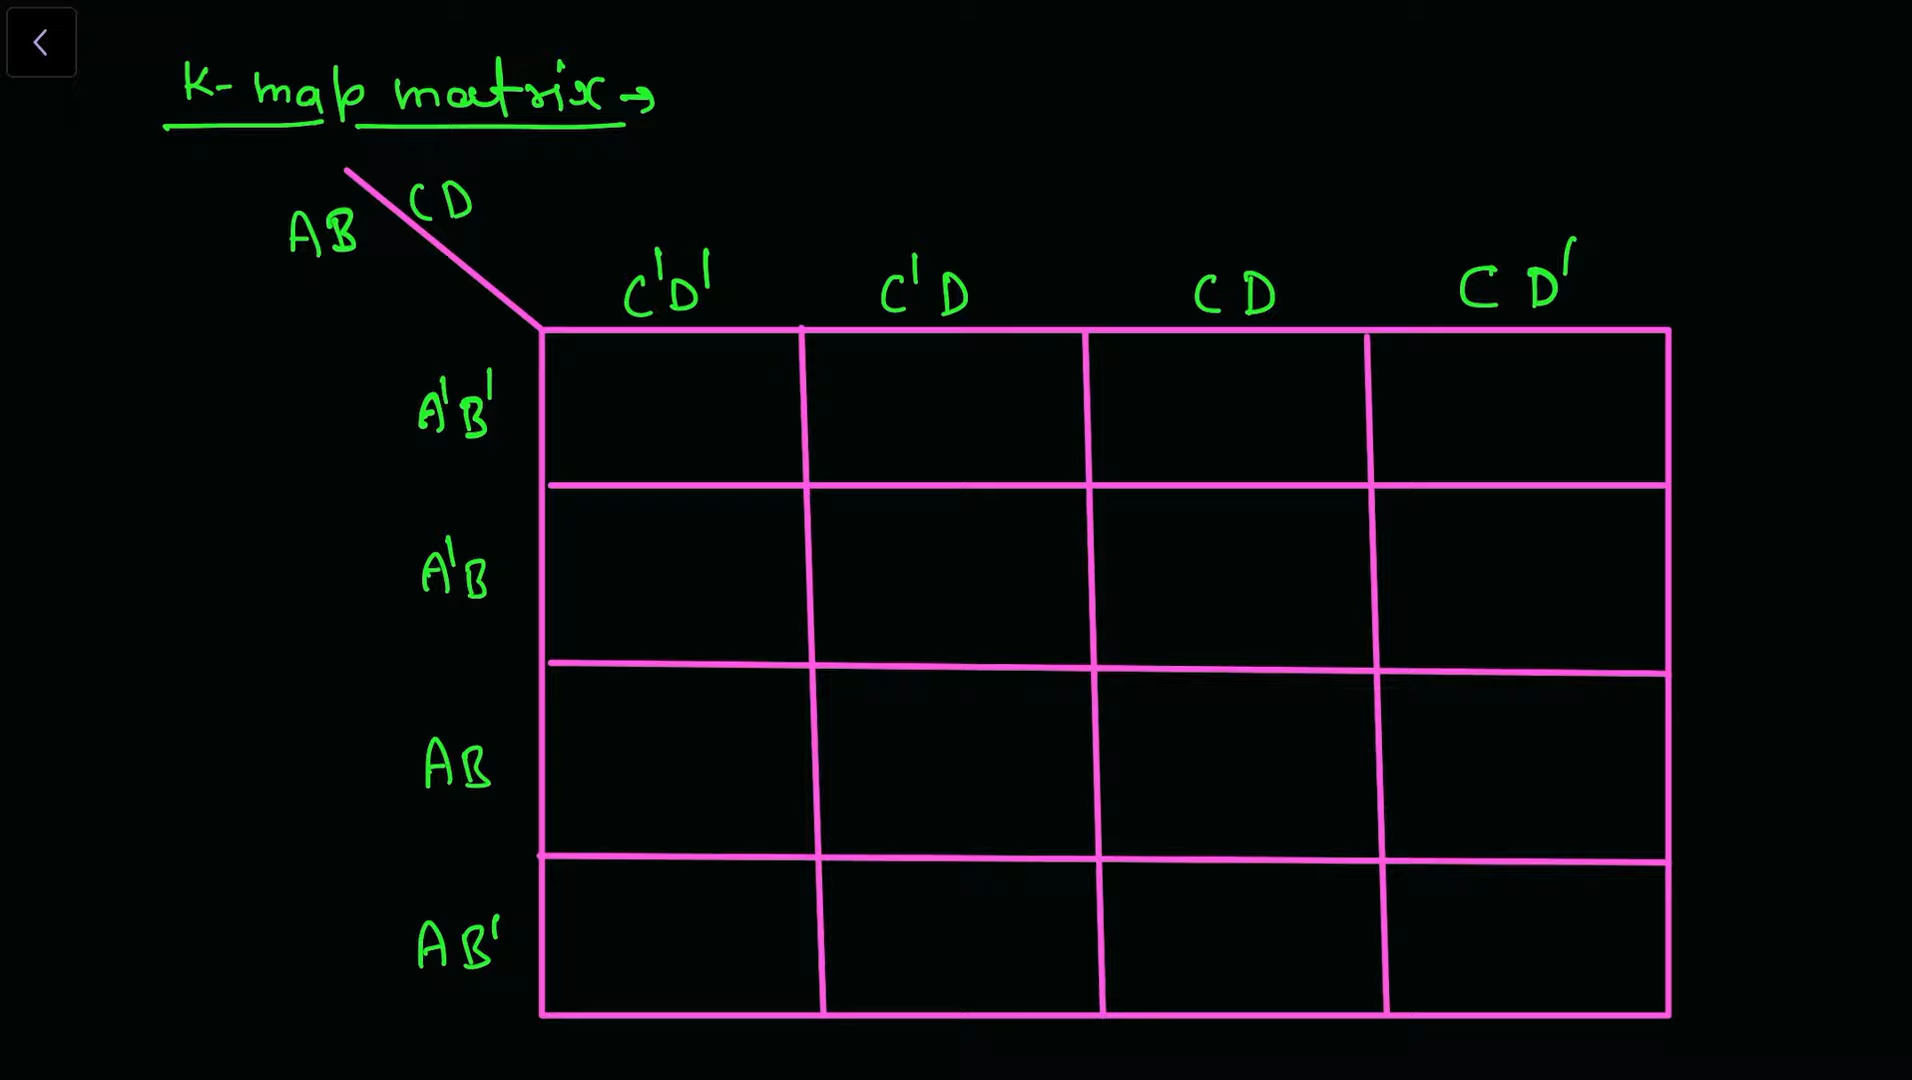 K-map matrix →
CD
AB
C'D' C'D CD CD'
A'B'
A'B
AB
AB'